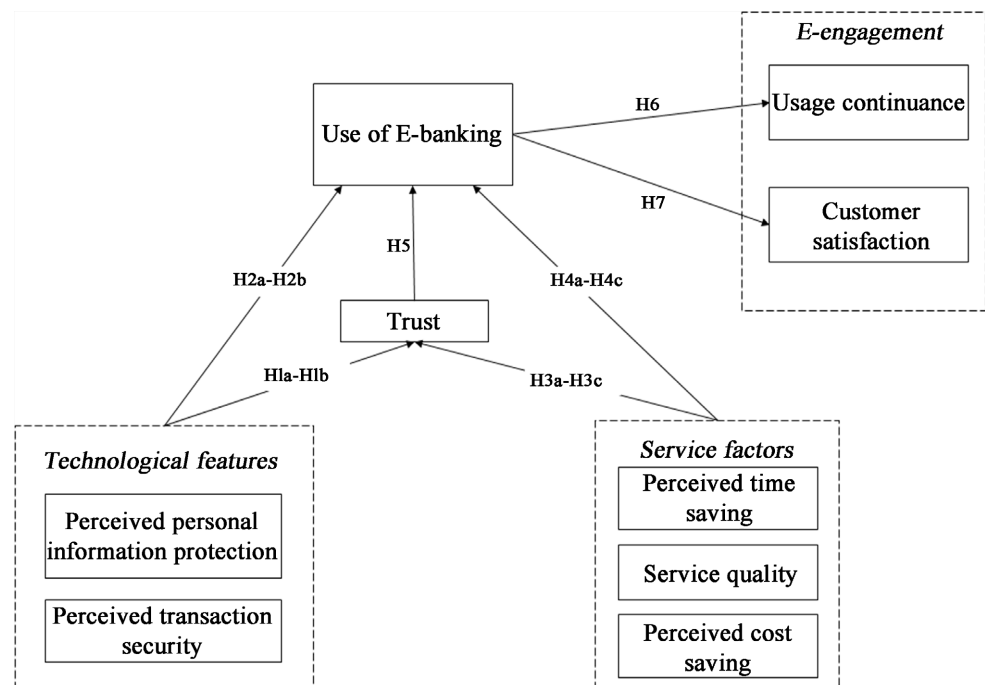 E-engagement
Usage continuance
H6
Use of E-banking
H7
Customer
satisfaction
H5
H2a-H2b
H4a-H4c
Trust
Hla-Hlb
H3a-H3c
Technological features
Perceived personal
information protection
Perceived transaction
security
Service factors
Perceived time
saving
Service quality
Perceived cost
saving